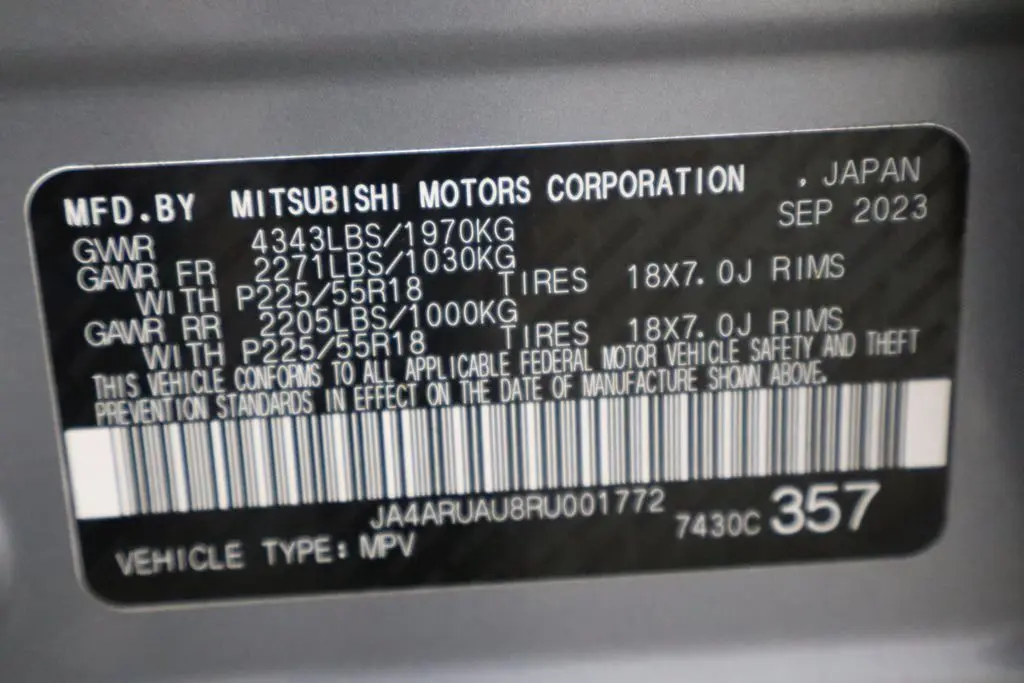 MFD.BY MITSUBISHI MOTORS CORPORATION , JAPAN
SEP 2023
GVWR 4343LBS/1970KG
GAWR FR 2271LBS/1030KG
WITH P225/55R18 TIRES 18X7.0J RIMS
GAWR RR 2205LBS/1000KG
WITH P225/55R18 TIRES 18X7.0J RIMS
THIS VEHICLE CONFORMS TO ALL APPLICABLE FEDERAL MOTOR VEHICLE SAFETY AND THEFT
PREVENTION STANDARDS IN EFFECT ON THE DATE OF MANUFACTURE SHOWN ABOVE.
JA4ARUAU8RU001772 7430C 357
VEHICLE TYPE: MPV